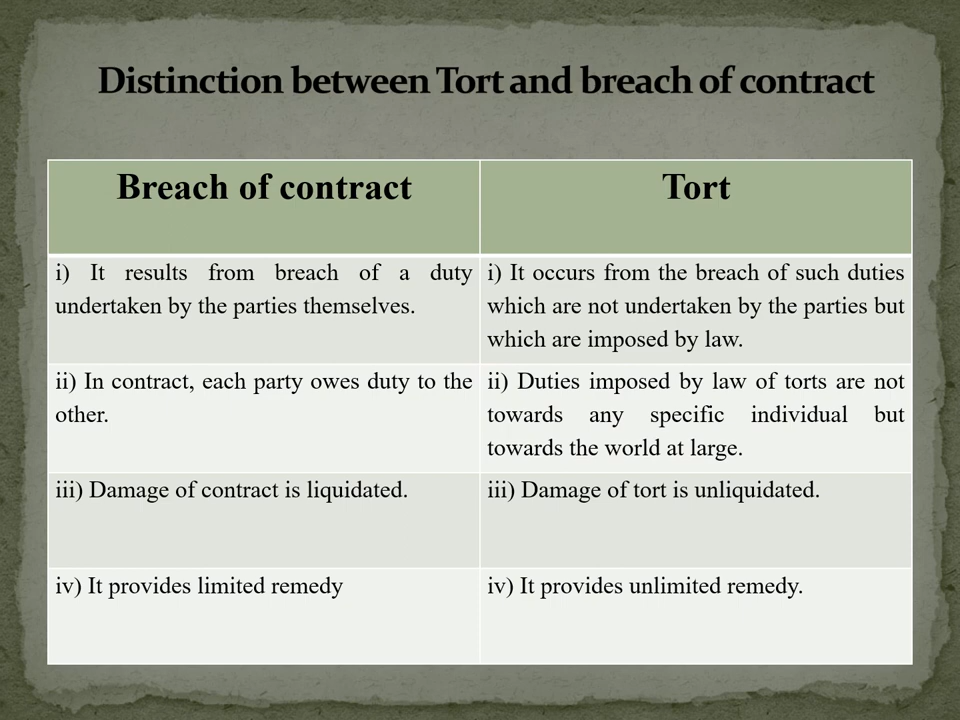 Distinction between Tort and breach of contract
Breach of contract
Tort
i) It results from breach of a duty
undertaken by the parties themselves.
i) It occurs from the breach of such duties
which are not undertaken by the parties but
which are imposed by law.
ii) In contract, each party owes duty to the
other.
ii) Duties imposed by law of torts are not
towards any specific individual but
towards the world at large.
iii) Damage of contract is liquidated.
iii) Damage of tort is unliquidated.
iv) It provides limited remedy
iv) It provides unlimited remedy.